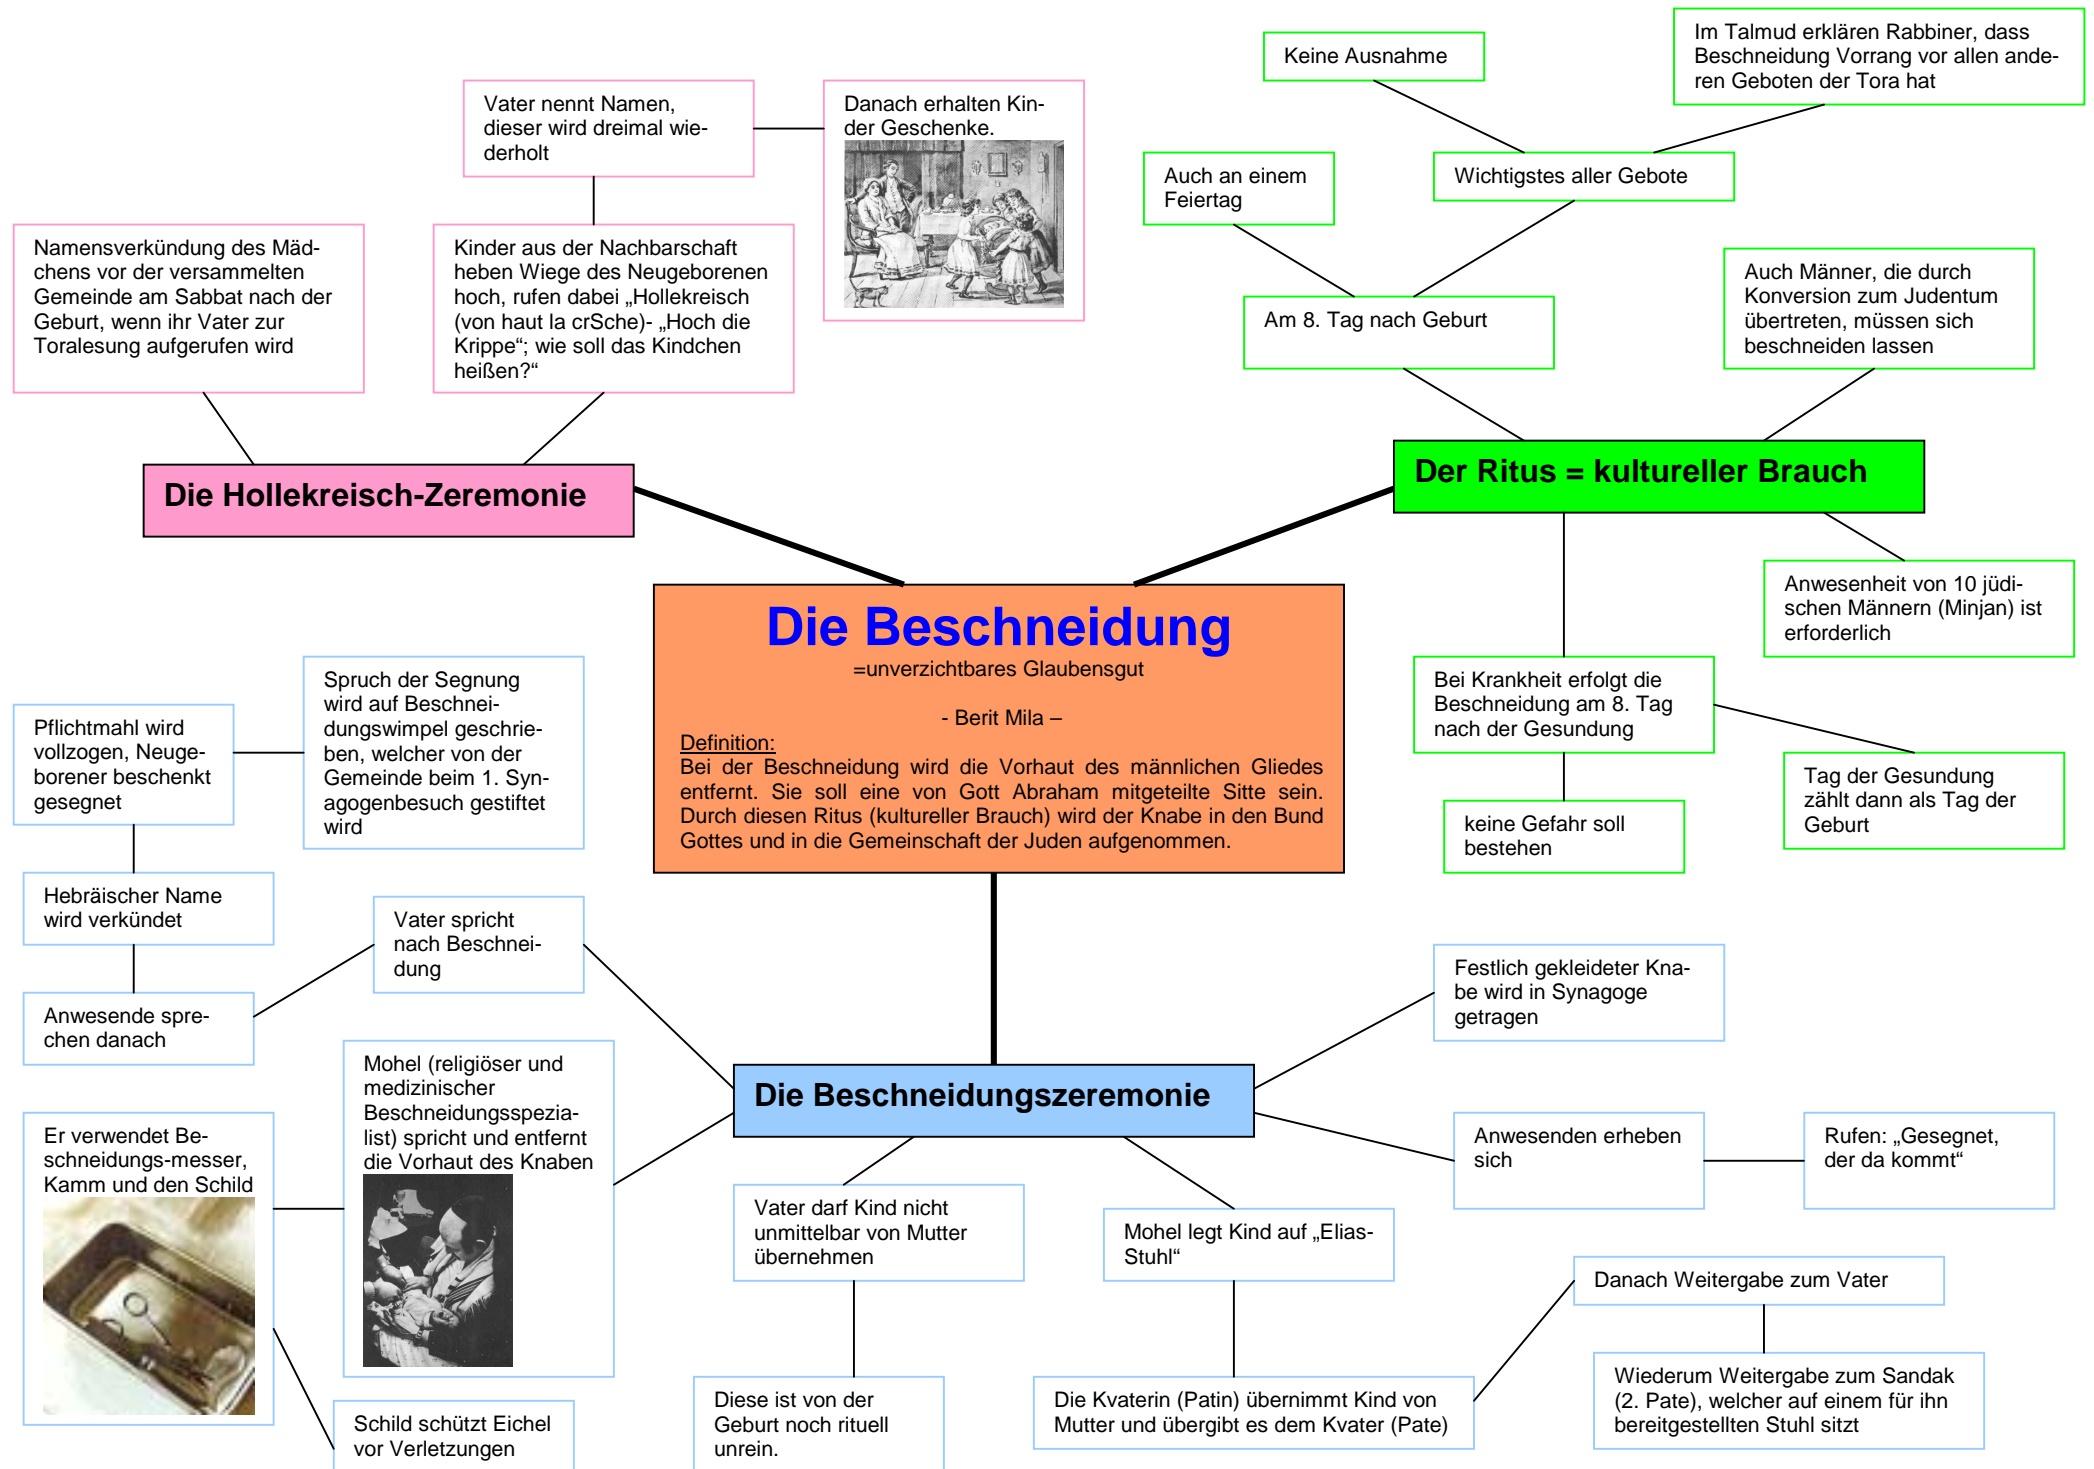 Keine Ausnahme
Im Talmud erklären Rabbiner, dass
Beschneidung Vorrang vor allen ande-
ren Geboten der Tora hat
Vater nennt Namen,
dieser wird dreimal wie-
derholt
Danach erhalten Kin-
der Geschenke.
Auch an einem
Feiertag
Wichtigstes aller Gebote
Namensverkündung des Mäd-
chens vor der versammelten
Gemeinde am Sabbat nach der
Geburt, wenn ihr Vater zur
Toralesung aufgerufen wird
Kinder aus der Nachbarschaft
heben Wiege des Neugeborenen
hoch, rufen dabei „Hollekreisch
(von haut la crSche)- „Hoch die
Krippe“; wie soll das Kindchen
heißen?“
Am 8. Tag nach Geburt
Auch Männer, die durch
Konversion zum Judentum
übertreten, müssen sich
beschneiden lassen
Die Hollekreisch-Zeremonie
Der Ritus = kultureller Brauch
Anwesenheit von 10 jüdi-
schen Männern (Minjan) ist
erforderlich
Die Beschneidung
=unverzichtbares Glaubensgut
- Berit Mila –
Definition:
Bei der Beschneidung wird die Vorhaut des männlichen Gliedes
entfernt. Sie soll eine von Gott Abraham mitgeteilte Sitte sein.
Durch diesen Ritus (kultureller Brauch) wird der Knabe in den Bund
Gottes und in die Gemeinschaft der Juden aufgenommen.
Bei Krankheit erfolgt die
Beschneidung am 8. Tag
nach der Gesundung
Tag der Gesundung
zählt dann als Tag der
Geburt
keine Gefahr soll
bestehen
Pflichtmahl wird
vollzogen, Neuge-
borener beschenkt
gesegnet
Spruch der Segnung
wird auf Beschnei-
dungswimpel geschrie-
ben, welcher von der
Gemeinde beim 1. Syn-
agogenbesuch gestiftet
wird
Hebräischer Name
wird verkündet
Vater spricht
nach Beschnei-
dung
Anwesende spre-
chen danach
Festlich gekleideter Kna-
be wird in Synagoge
getragen
Mohel (religiöser und
medizinischer
Beschneidungsspezia-
list) spricht und entfernt
die Vorhaut des Knaben
Die Beschneidungszeremonie
Er verwendet Be-
schneidungs-messer,
Kamm und den Schild
Anwesenden erheben
sich
Rufen: „Gesegnet,
der da kommt“
Vater darf Kind nicht
unmittelbar von Mutter
übernehmen
Mohel legt Kind auf „Elias-
Stuhl“
Danach Weitergabe zum Vater
Schild schützt Eichel
vor Verletzungen
Diese ist von der
Geburt noch rituell
unrein.
Die Kvaterin (Patin) übernimmt Kind von
Mutter und übergibt es dem Kvater (Pate)
Wiederum Weitergabe zum Sandak
(2. Pate), welcher auf einem für ihn
bereitgestellten Stuhl sitzt